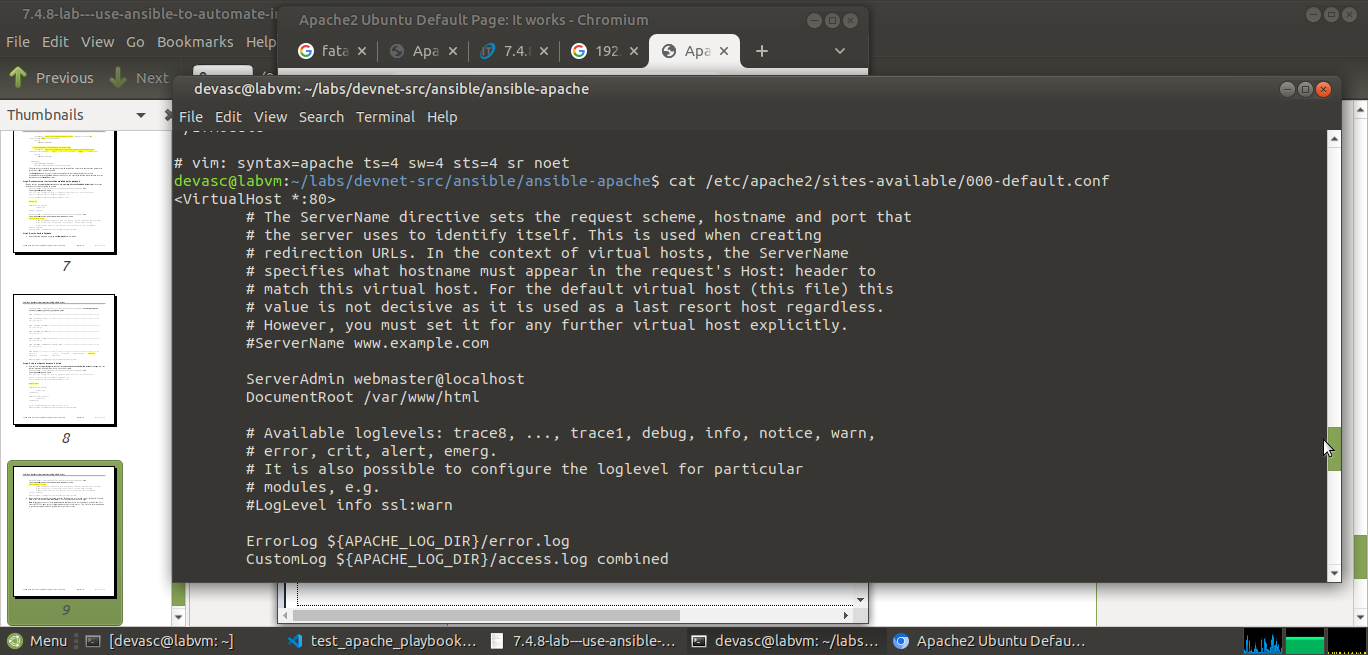 7.4.8-lab---use-ansible-to-automate-in
File Edit View Go Bookmarks Help
Previous Next
Thumbnails
7
8
9
Apache2 Ubuntu Default Page: It works - Chromium
fata Apa 7.4. 192. Apa
devasc@labvm: ~/labs/devnet-src/ansible/ansible-apache
File Edit View Search Terminal Help
# vim: syntax=apache ts=4 sw=4 sts=4 sr noet
devasc@labvm:~/labs/devnet-src/ansible/ansible-apache$ cat /etc/apache2/sites-available/000-default.conf
<VirtualHost *:80>
# The ServerName directive sets the request scheme, hostname and port that
# the server uses to identify itself. This is used when creating
# redirection URLs. In the context of virtual hosts, the ServerName
# specifies what hostname must appear in the request's Host: header to
# match this virtual host. For the default virtual host (this file) this
# value is not decisive as it is used as a last resort host regardless.
# However, you must set it for any further virtual host explicitly.
#ServerName www.example.com
ServerAdmin webmaster@localhost
DocumentRoot /var/www/html
# Available loglevels: trace8, ..., trace1, debug, info, notice, warn,
# error, crit, alert, emerg.
# It is also possible to configure the loglevel for particular
# modules, e.g.
#LogLevel info ssl:warn
ErrorLog ${APACHE_LOG_DIR}/error.log
CustomLog ${APACHE_LOG_DIR}/access.log combined
Menu [devasc@labvm: ~] test_apache_playbook... 7.4.8-lab---use-ansible-... devasc@labvm: ~/labs... Apache2 Ubuntu Defau...